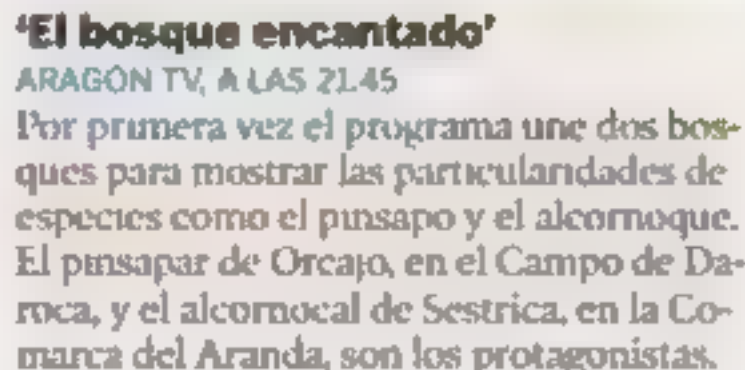 ‘El bosque encantado’
ARAGÓN TV, A LAS 21.45
Por primera vez el programa une dos bos-
ques para mostrar las particularidades de
especies como el pinsapo y el alcornoque.
El pinsapar de Orcajo, en el Campo de Da-
roca, y el alcornocal de Sestrica, en la Co-
marca del Aranda, son los protagonistas.